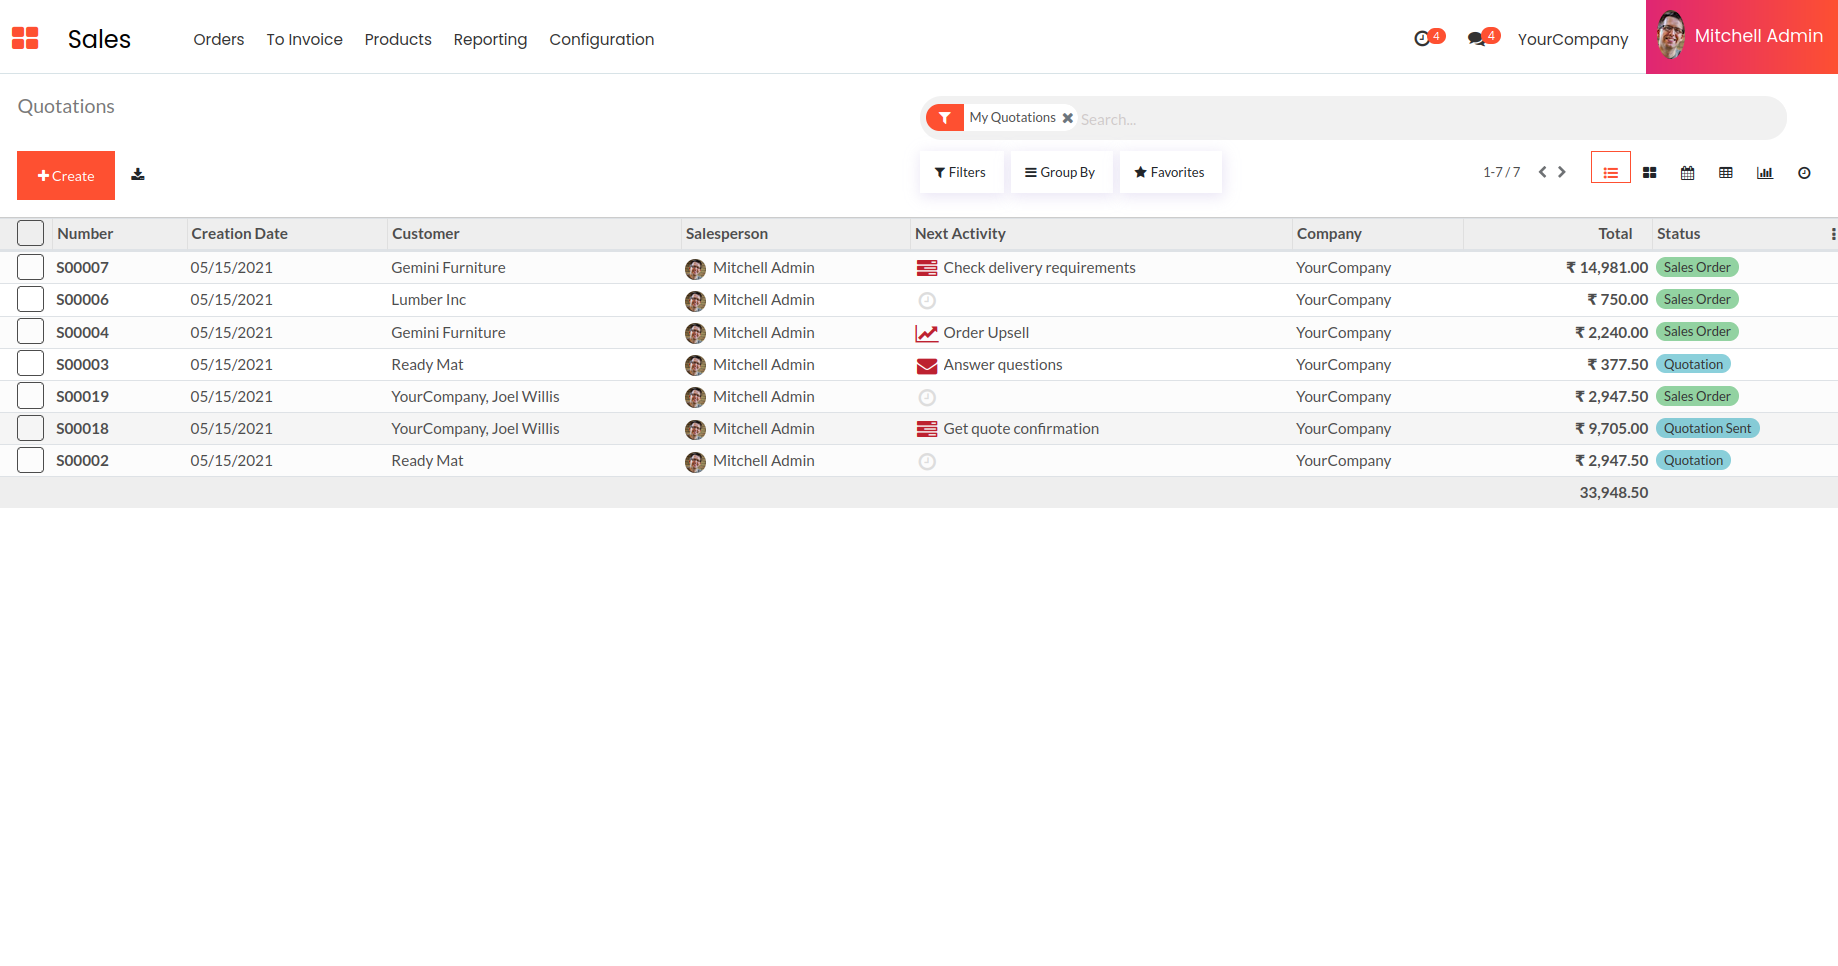 Sales Orders To Invoice Products Reporting Configuration 4 4 YourCompany Mitchell Admin
Quotations My Quotations Search...
Create Filters Group By Favorites 1-7 / 7
Number Creation Date Customer Salesperson Next Activity Company Total Status
S00007 05/15/2021 Gemini Furniture Mitchell Admin Check delivery requirements YourCompany ₹ 14,981.00 Sales Order
S00006 05/15/2021 Lumber Inc Mitchell Admin YourCompany ₹ 750.00 Sales Order
S00004 05/15/2021 Gemini Furniture Mitchell Admin Order Upsell YourCompany ₹ 2,240.00 Sales Order
S00003 05/15/2021 Ready Mat Mitchell Admin Answer questions YourCompany ₹ 377.50 Quotation
S00019 05/15/2021 YourCompany, Joel Willis Mitchell Admin YourCompany ₹ 2,947.50 Sales Order
S00018 05/15/2021 YourCompany, Joel Willis Mitchell Admin Get quote confirmation YourCompany ₹ 9,705.00 Quotation Sent
S00002 05/15/2021 Ready Mat Mitchell Admin YourCompany ₹ 2,947.50 Quotation
33,948.50